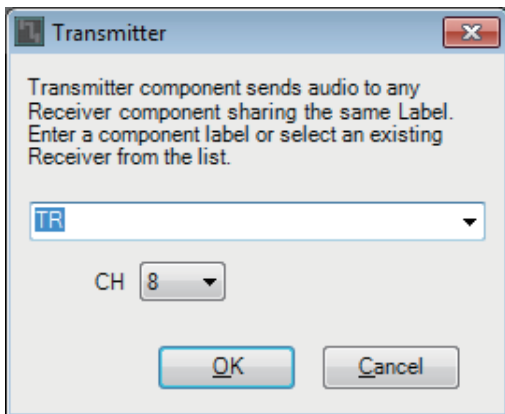 Transmitter
Transmitter component sends audio to any
Receiver component sharing the same Label.
Enter a component label or select an existing
Receiver from the list.
TR
CH 8
OK Cancel